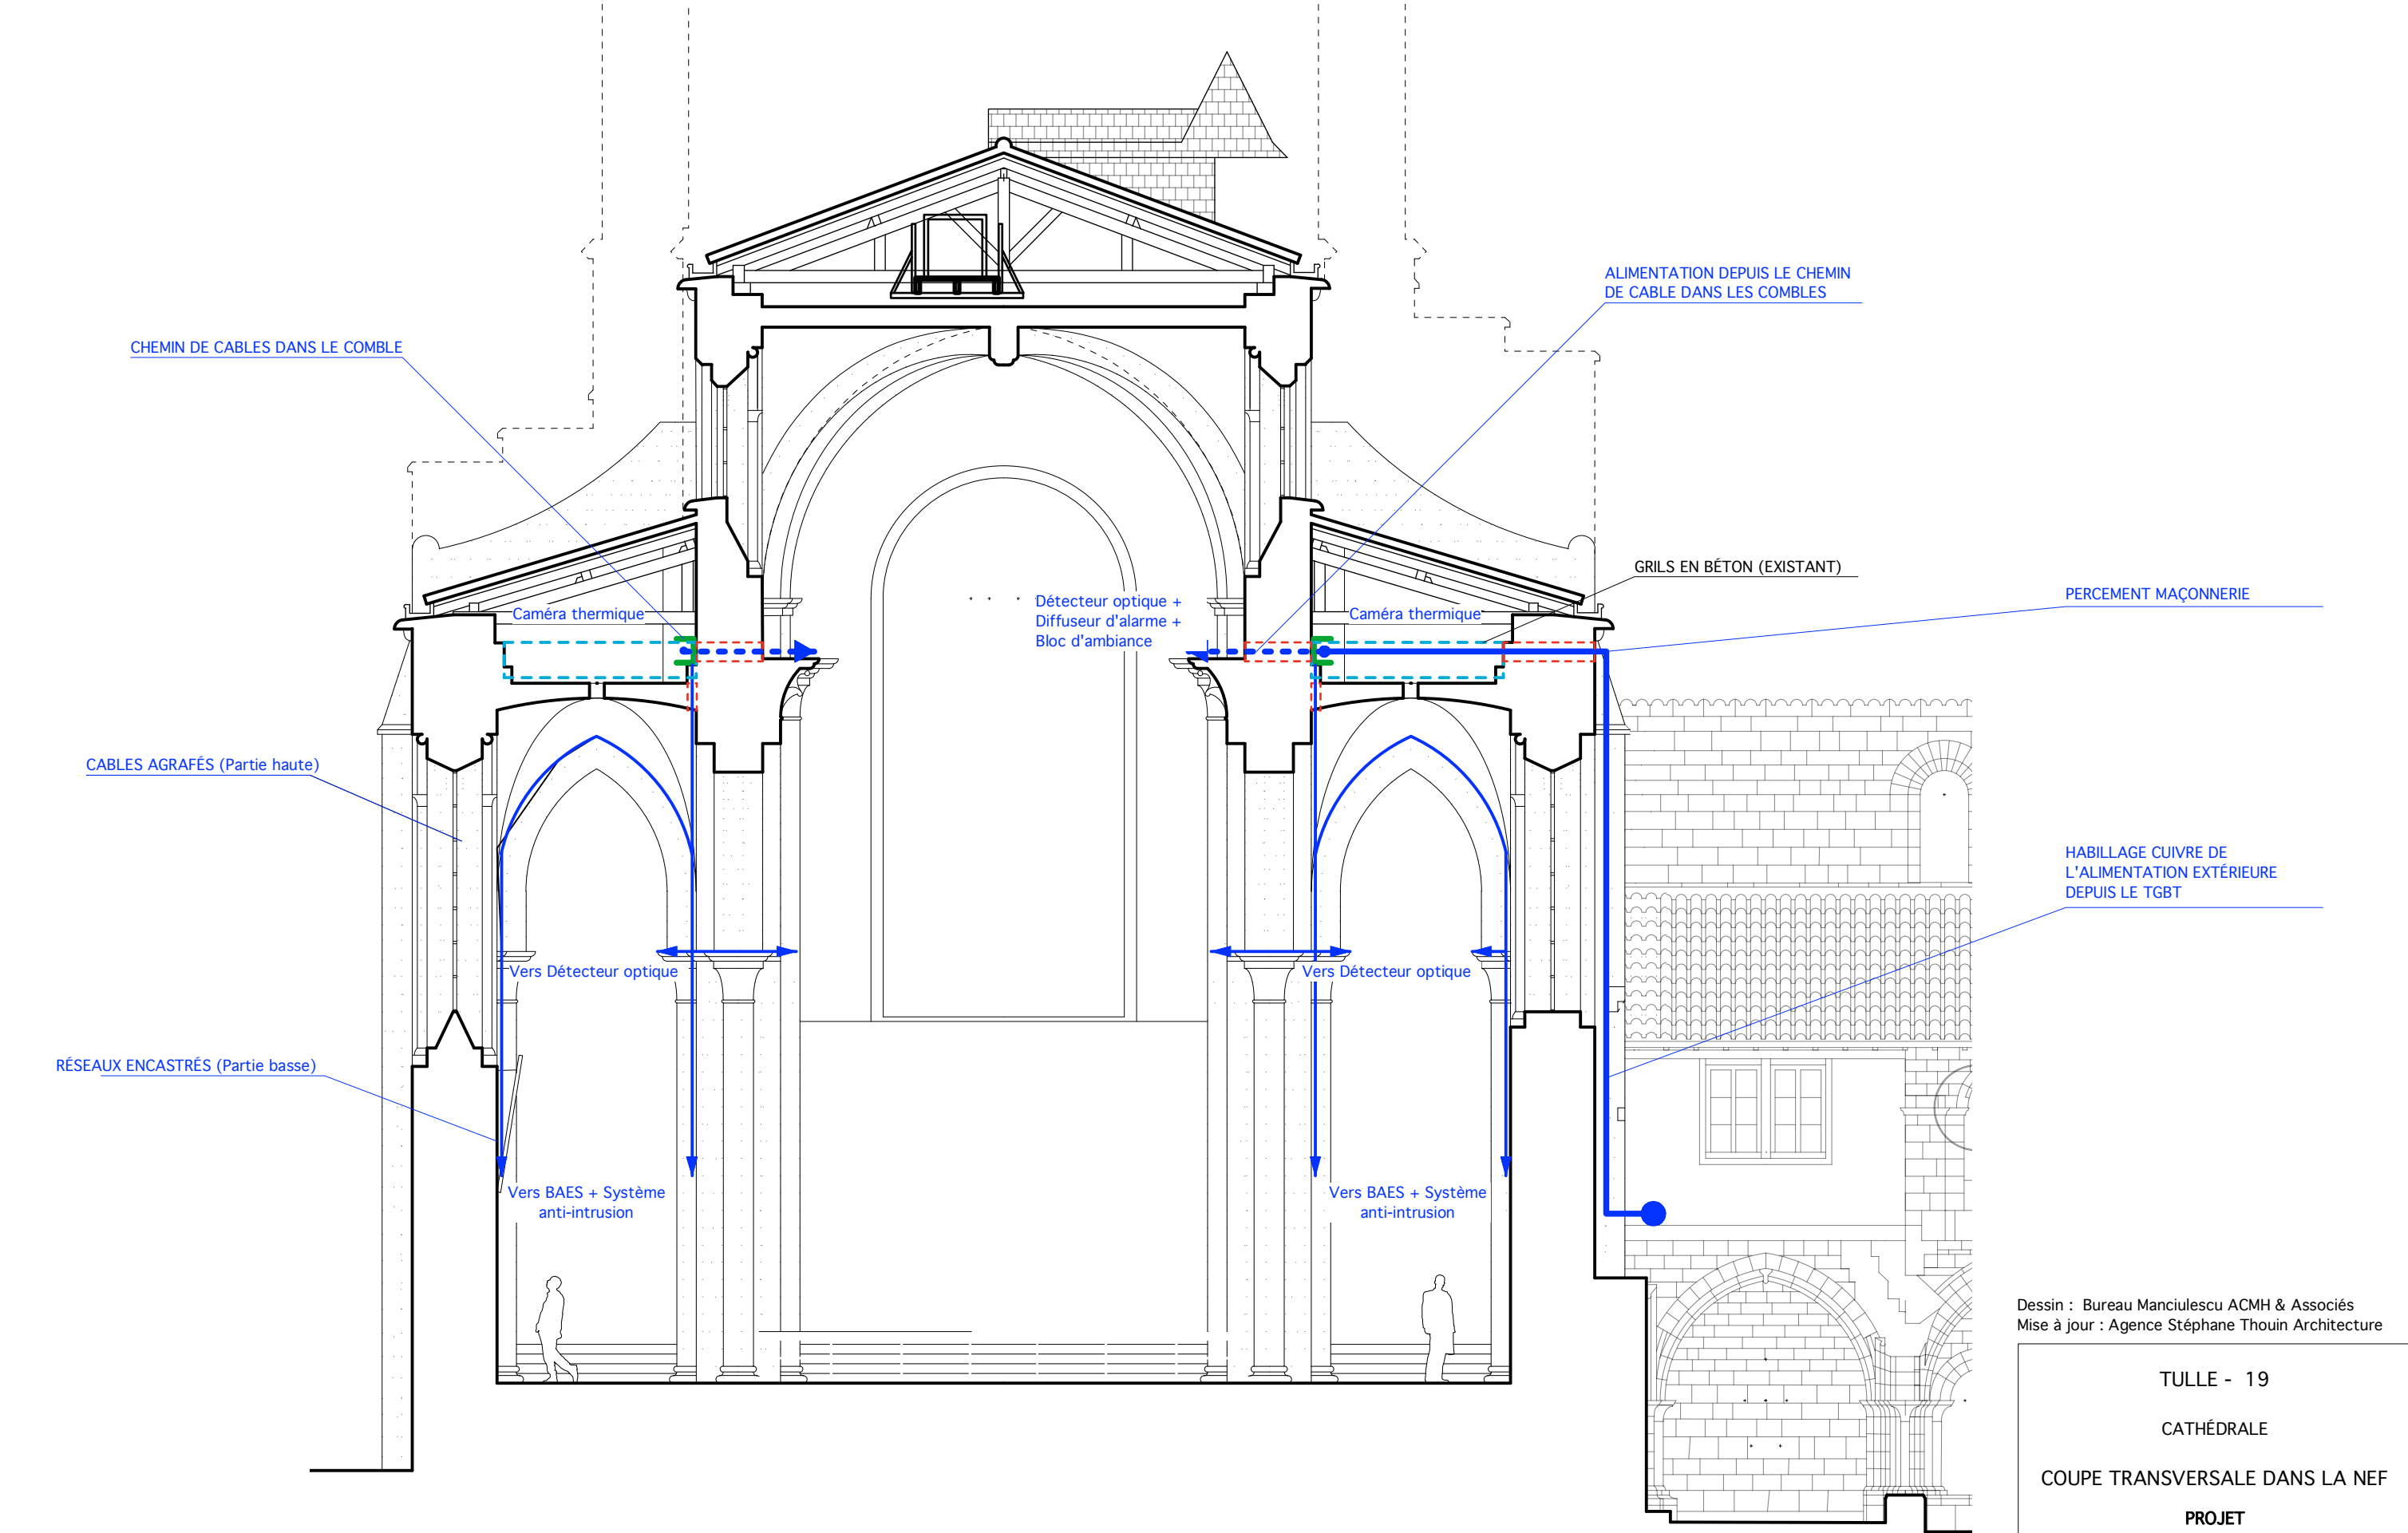 ALIMENTATION DEPUIS LE CHEMIN
DE CABLE DANS LES COMBLES
CHEMIN DE CABLES DANS LE COMBLE
GRILS EN BÉTON (EXISTANT)
PERCEMENT MAÇONNERIE
Caméra thermique
Détecteur optique +
Diffuseur d'alarme +
Bloc d'ambiance
Caméra thermique
CABLES AGRAFÉS (Partie haute)
HABILLAGE CUIVRE DE
L'ALIMENTATION EXTÉRIEURE
DEPUIS LE TGBT
Vers Détecteur optique
Vers Détecteur optique
RÉSEAUX ENCASTRÉS (Partie basse)
Vers BAES + Système
anti-intrusion
Vers BAES + Système
anti-intrusion
Dessin : Bureau Manciulescu ACMH & Associés
Mise à jour : Agence Stéphane Thouin Architecture
TULLE - 19
CATHÉDRALE
COUPE TRANSVERSALE DANS LA NEF
PROJET